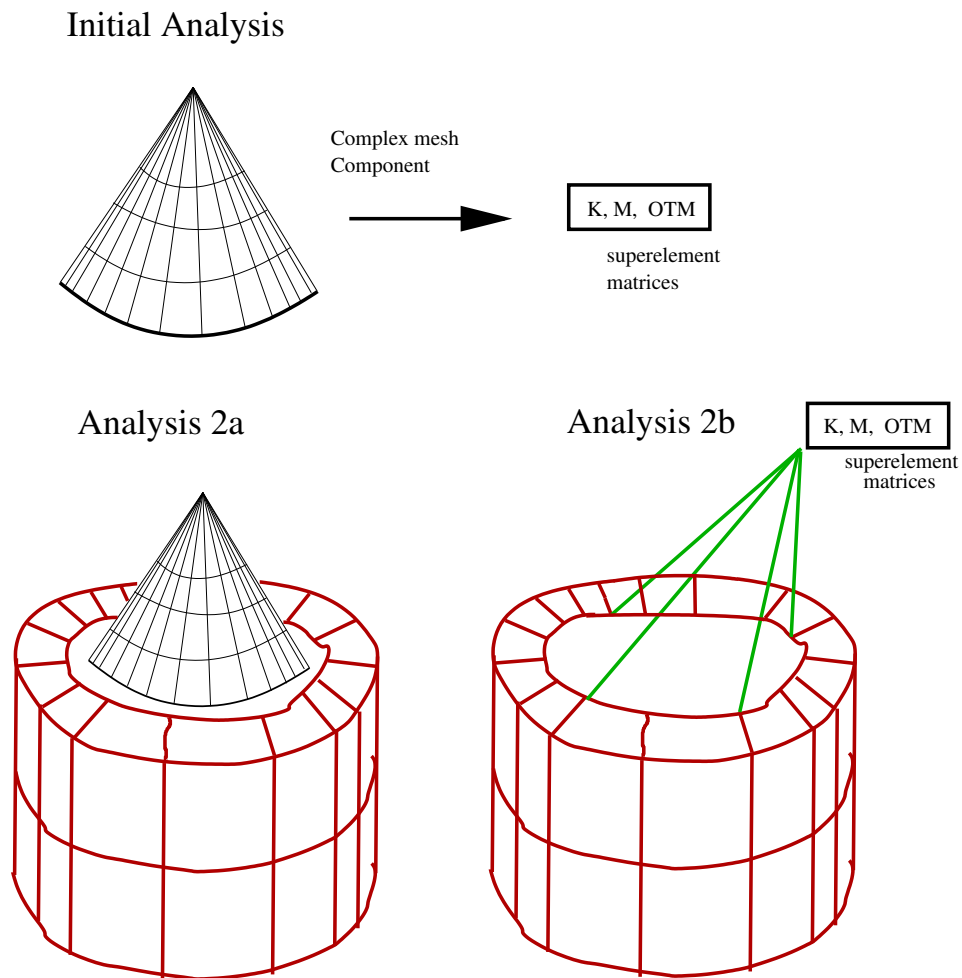 Initial Analysis
Complex mesh
Component
K, M, OTM
superelement
matrices
Analysis 2a
Analysis 2b
K, M, OTM
superelement
matrices